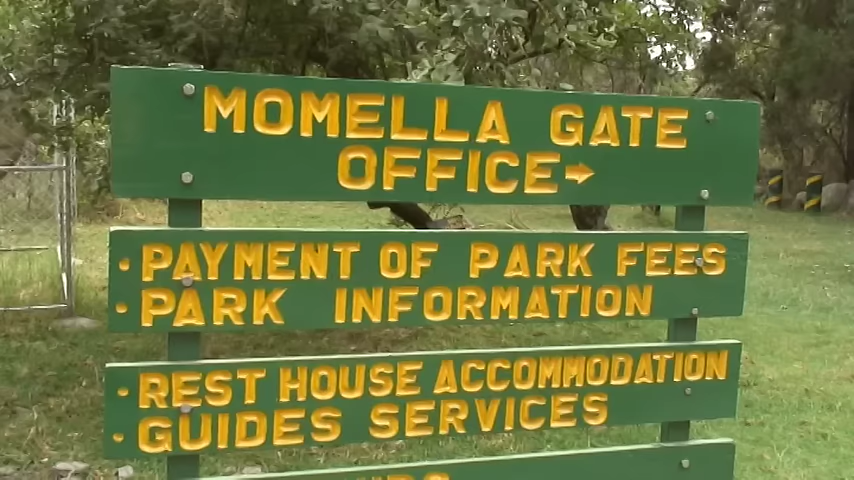 MOMELLA GATE
OFFICE →
• PAYMENT OF PARK FEES
• PARK INFORMATION
• REST HOUSE ACCOMMODATION
• GUIDES SERVICES